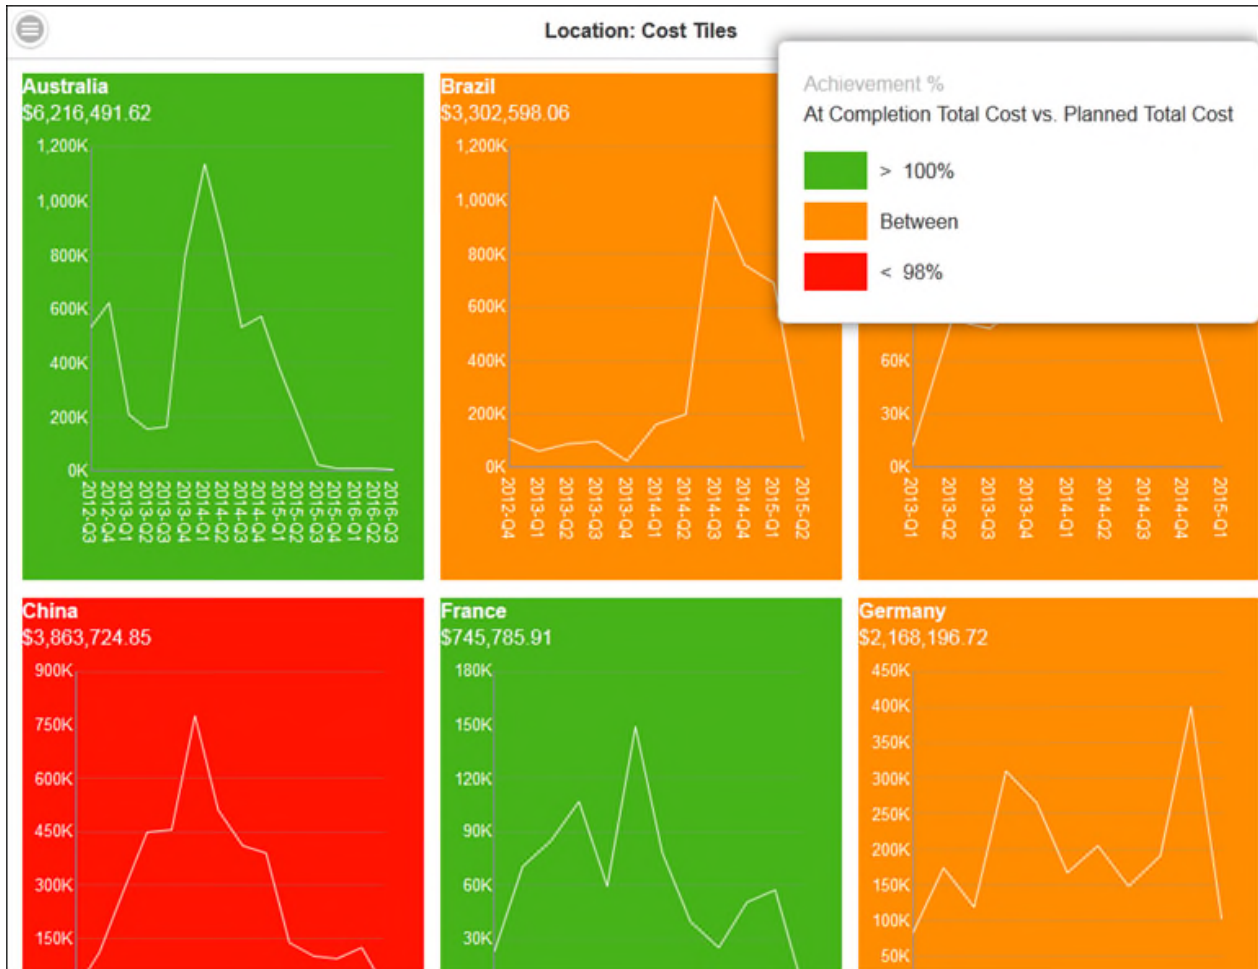 Location: Cost Tiles
Achievement %
At Completion Total Cost vs. Planned Total Cost
> 100%
Between
< 98%
Australia
$6,216,491.62
1,200K
1,000K
800K
600K
400K
200K
0K
2012-Q3
2012-Q4
2013-Q1
2013-Q2
2013-Q3
2013-Q4
2014-Q1
2014-Q2
2014-Q3
2014-Q4
2015-Q1
2015-Q2
2015-Q3
2015-Q4
2016-Q1
2016-Q2
2016-Q3
Brazil
$3,302,598.06
1,200K
1,000K
800K
600K
400K
200K
0K
2012-Q4
2013-Q1
2013-Q2
2013-Q3
2013-Q4
2014-Q1
2014-Q2
2014-Q3
2014-Q4
2015-Q1
2015-Q2
60K
30K
0K
2013-Q1
2013-Q2
2013-Q3
2013-Q4
2014-Q1
2014-Q2
2014-Q3
2014-Q4
2015-Q1
China
$3,863,724.85
900K
750K
600K
450K
300K
150K
France
$745,785.91
180K
150K
120K
90K
60K
30K
Germany
$2,168,196.72
450K
400K
350K
300K
250K
200K
150K
100K
50K